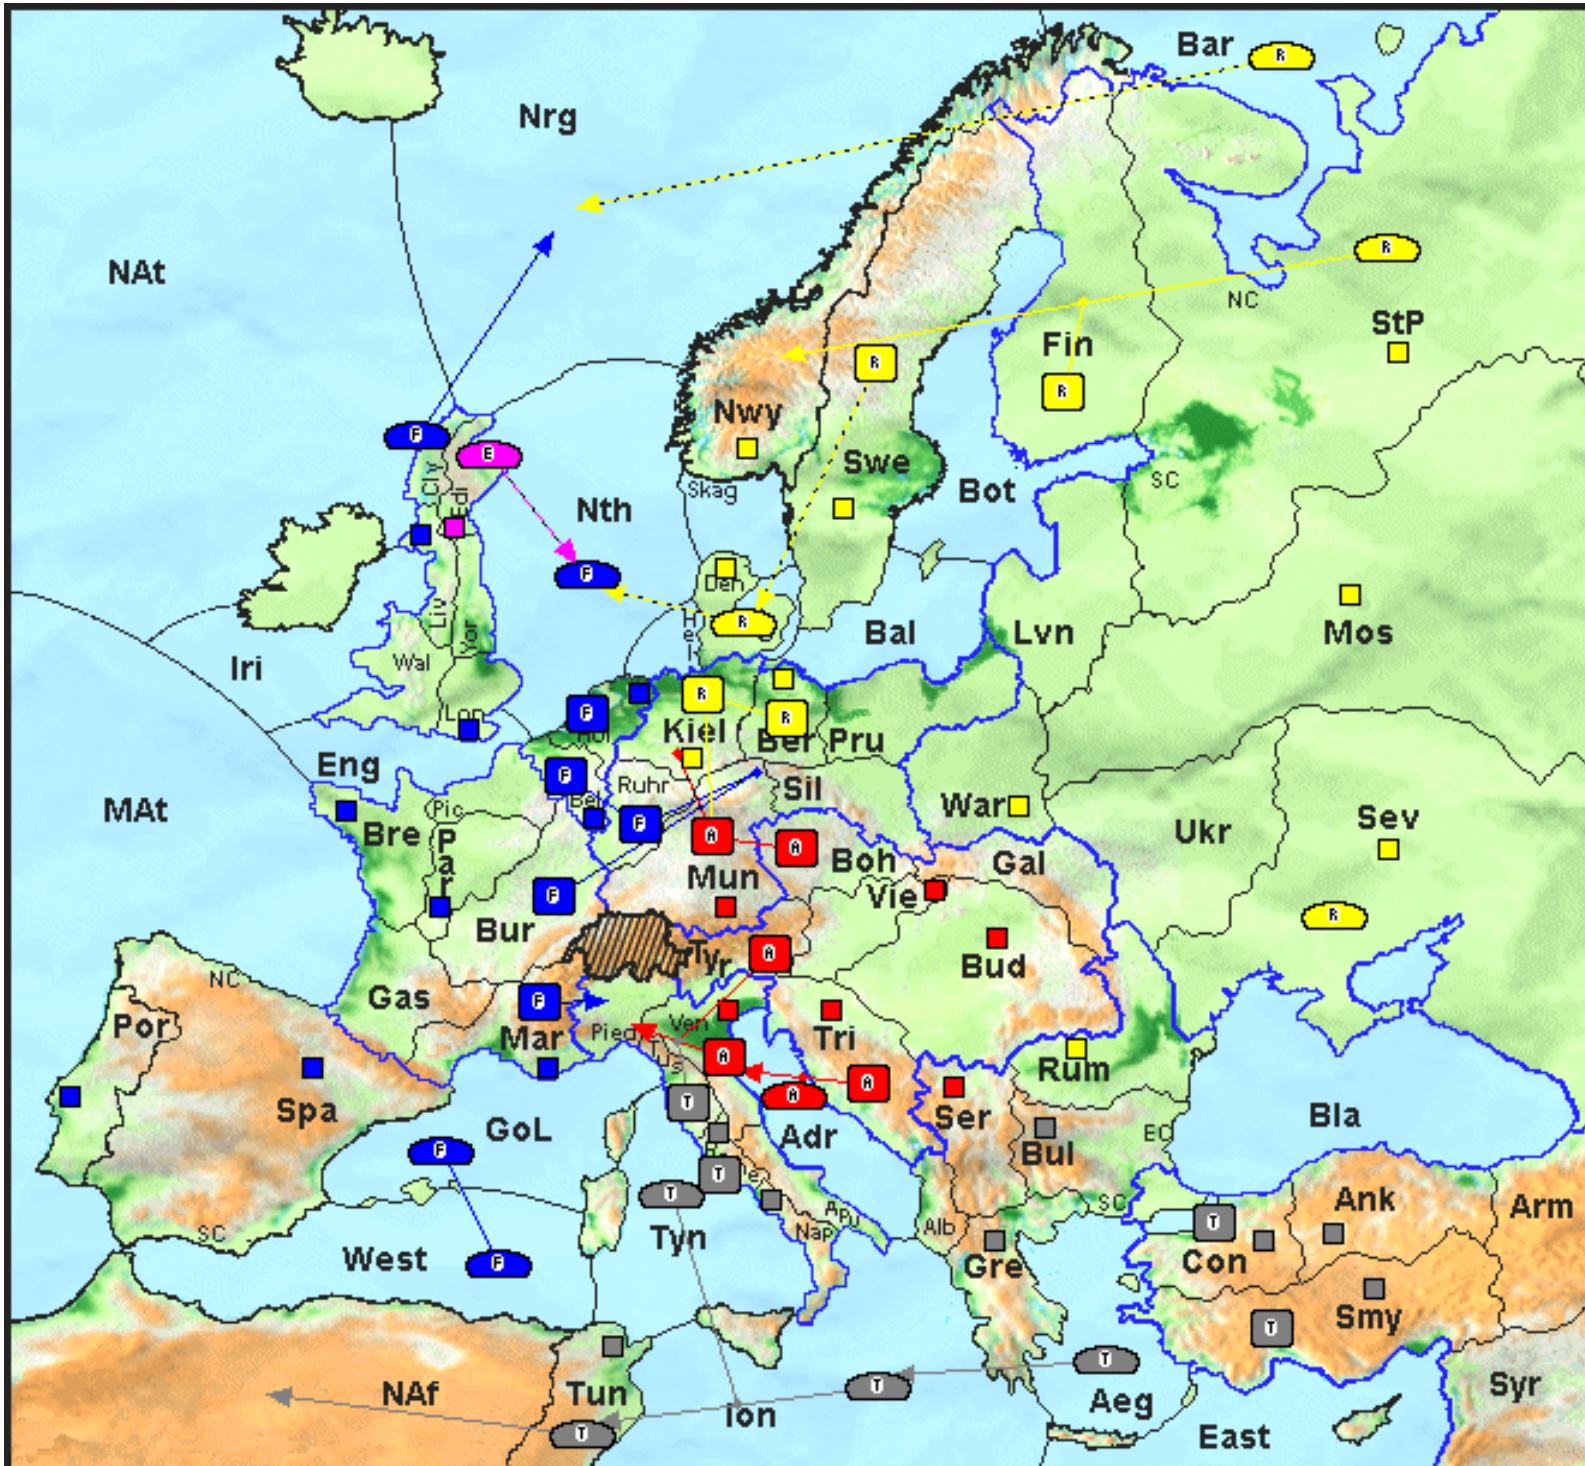 Bar
R
Nrg
R
NAt
NC
StP
Fin
R
R
Nwy
F
E
Swe
Cly
Edi
Skag
Bot
SC
Nth
F
Den
Hel
R
Mos
Liv
Yor
Bal
Lvn
Iri
Wal
R
Lon
F
Hol
Kiel
R
Ber
Pru
Eng
F
Ruhr
Sil
MAt
Pic
Bel
War
Bre
Par
F
A
A
Boh
Gal
Ukr
Sev
Mun
Vie
F
R
Bur
Tyr
A
Bud
NC
Gas
F
Por
Mar
Pied
Ven
Tri
Tus
A
Rum
A
A
Ser
Spa
T
GoL
Adr
Bla
EC
Bul
F
T
Ven
T
SC
Ank
Arm
Apu
Nap
Alb
T
SC
Tyn
West
F
Gre
Con
Smy
T
T
NAf
Tun
T
Aeg
Syr
Ion
T
East